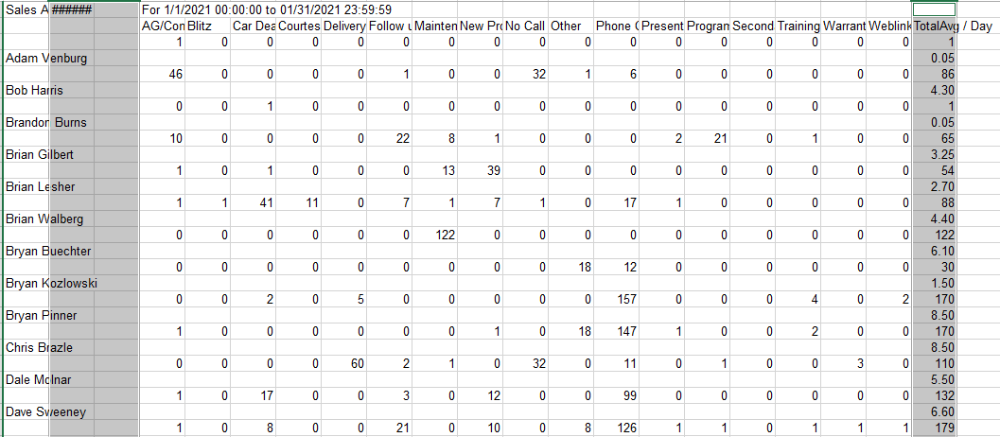 Sales A ###### For 1/1/2021 00:00:00 to 01/31/2021 23:59:59
AG/Con Blitz Car Dea Courtes Delivery Follow u Mainten New Pro No Call Other Phone C Present Program Second Training Warrant Weblink TotalAvg / Day
1 0 0 0 0 0 0 0 0 0 0 0 0 0 0 0 0 1
Adam Venburg 0.05
46 0 0 0 0 1 0 0 32 1 6 0 0 0 0 0 0 86
Bob Harris 4.30
0 0 1 0 0 0 0 0 0 0 0 0 0 0 0 0 0 1
Brandon Burns 0.05
10 0 0 0 0 22 8 1 0 0 0 2 21 0 1 0 0 65
Brian Gilbert 3.25
1 0 1 0 0 0 13 39 0 0 0 0 0 0 0 0 0 54
Brian Lesher 2.70
1 1 41 11 0 7 1 7 1 0 17 1 0 0 0 0 0 88
Brian Walberg 4.40
0 0 0 0 0 0 122 0 0 0 0 0 0 0 0 0 0 122
Bryan Buechter 6.10
0 0 0 0 0 0 0 0 0 18 12 0 0 0 0 0 0 30
Bryan Kozlowski 1.50
0 0 2 0 5 0 0 0 0 0 157 0 0 0 4 0 2 170
Bryan Pinner 8.50
1 0 0 0 0 0 0 1 0 18 147 1 0 0 2 0 0 170
Chris Brazle 8.50
0 0 0 0 60 2 1 0 32 0 11 0 1 0 0 3 0 110
Dale Molnar 5.50
1 0 17 0 0 3 0 12 0 0 99 0 0 0 0 0 0 132
Dave Sweeney 6.60
1 0 8 0 0 21 0 10 0 8 126 1 1 0 1 1 1 179